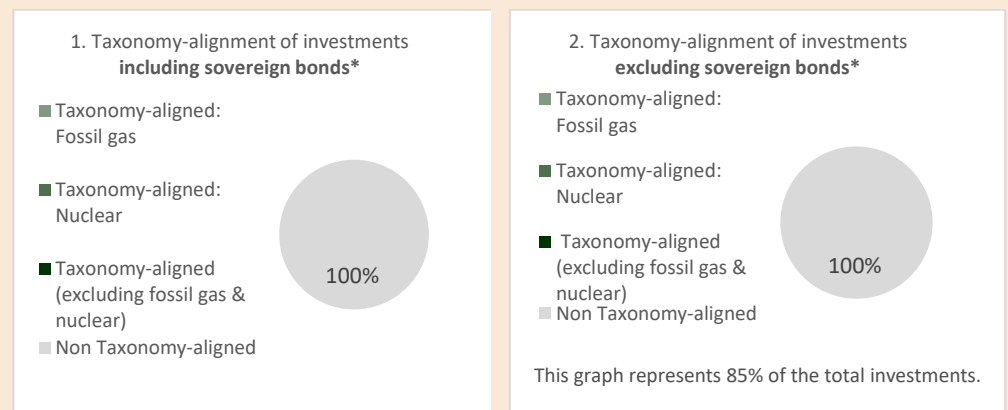 1. Taxonomy-alignment of investments
including sovereign bonds*
Taxonomy-aligned:
Fossil gas
Taxonomy-aligned:
Nuclear
Taxonomy-aligned
(excluding fossil gas &
nuclear)
Non Taxonomy-aligned
100%
2. Taxonomy-alignment of investments
excluding sovereign bonds*
Taxonomy-aligned:
Fossil gas
Taxonomy-aligned:
Nuclear
Taxonomy-aligned
(excluding fossil gas &
nuclear)
Non Taxonomy-aligned
100%
This graph represents 85% of the total investments.